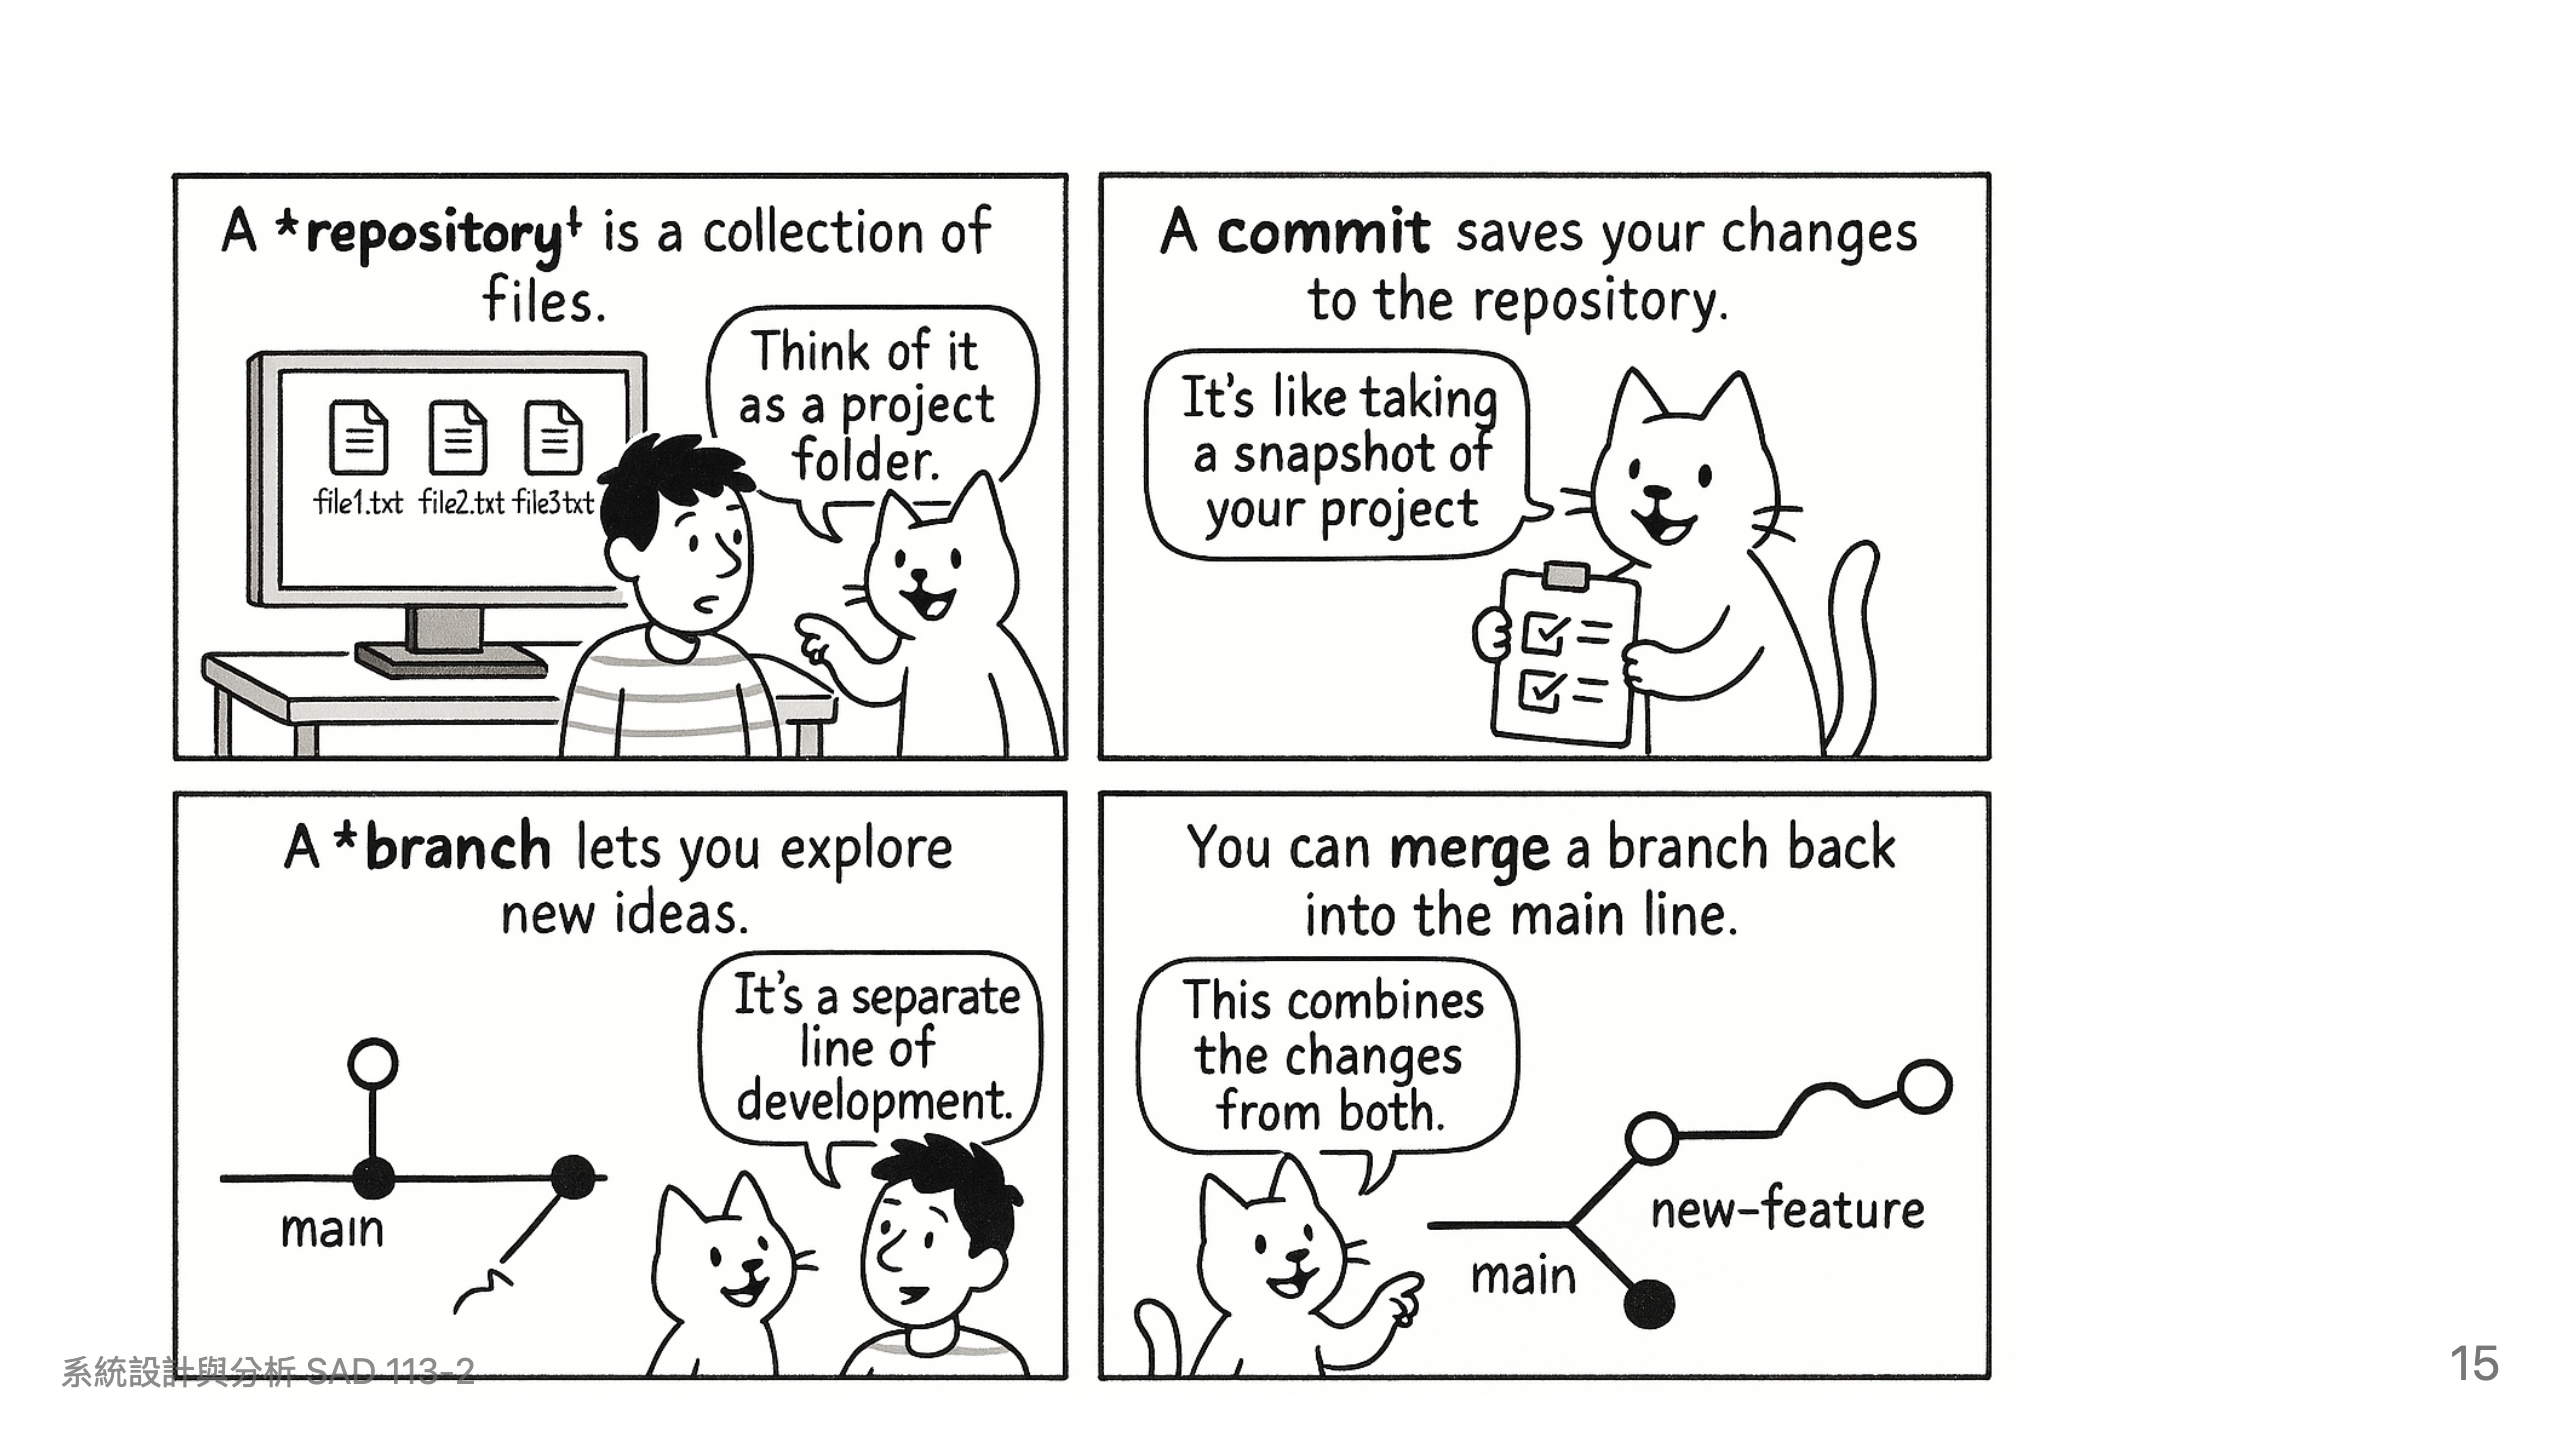 A *repository† is a collection of
files.
Think of it
as a project
folder.
file1.txt file2.txt file3txt
A commit saves your changes
to the repository.
It's like taking
a snapshot of
your project
A *branch lets you explore
new ideas.
It's a separate
line of
development.
main
You can merge a branch back
into the main line.
This combines
the changes
from both.
new-feature
main
系統設計與分析 SAD 113-2
15